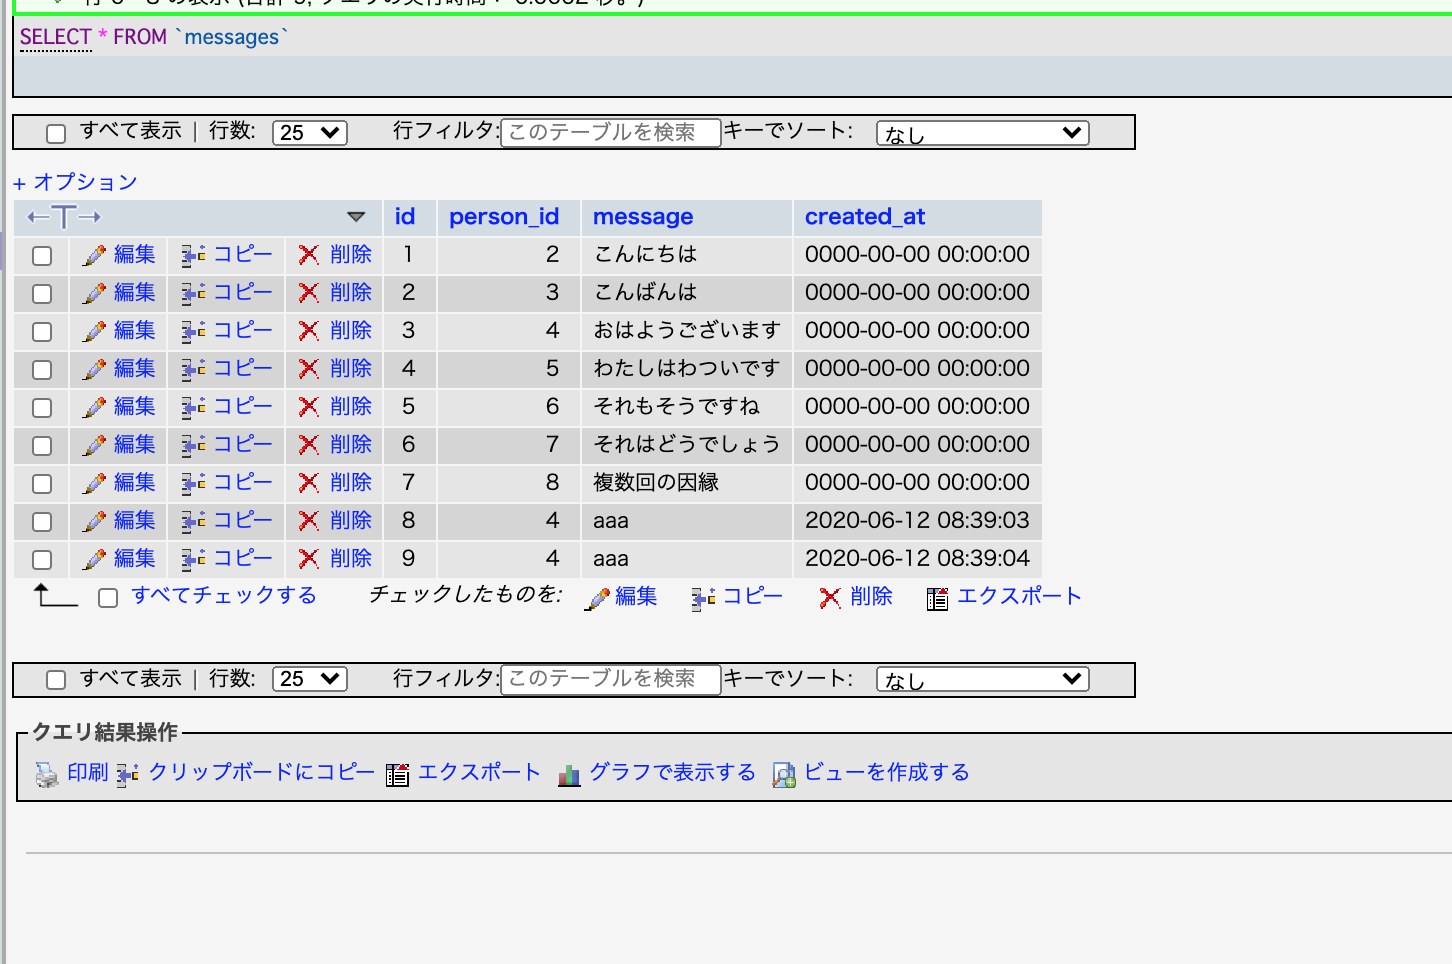 SELECT * FROM `messages`
すべて表示 | 行数: 25 行フィルタ: このテーブルを検索 キーでソート: なし
+ オプション
←T→ id person_id message created_at
編集 コピー 削除 1 2 こんにちは 0000-00-00 00:00:00
編集 コピー 削除 2 3 こんばんは 0000-00-00 00:00:00
編集 コピー 削除 3 4 おはようございます 0000-00-00 00:00:00
編集 コピー 削除 4 5 わたしはわついです 0000-00-00 00:00:00
編集 コピー 削除 5 6 それもそうですね 0000-00-00 00:00:00
編集 コピー 削除 6 7 それはどうでしょう 0000-00-00 00:00:00
編集 コピー 削除 7 8 複数回の因縁 0000-00-00 00:00:00
編集 コピー 削除 8 4 aaa 2020-06-12 08:39:03
編集 コピー 削除 9 4 aaa 2020-06-12 08:39:04
すべてチェックする チェックしたものを: 編集 コピー 削除 エクスポート
すべて表示 | 行数: 25 行フィルタ: このテーブルを検索 キーでソート: なし
クエリ結果操作
印刷 クリップボードにコピー エクスポート グラフで表示する ビューを作成する